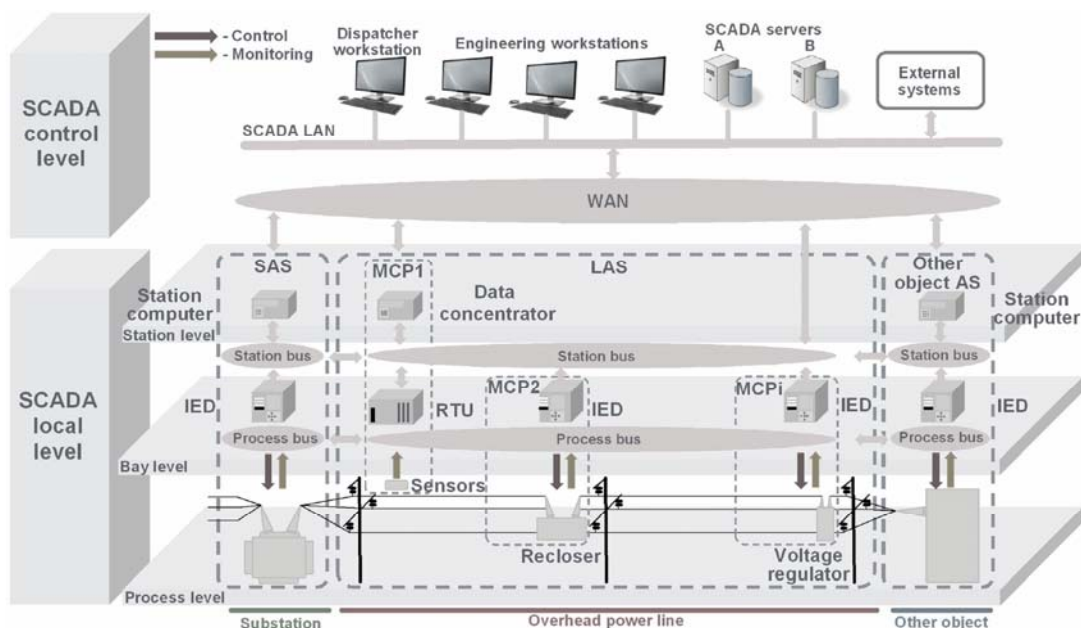 SCADA
control
level
- Control
- Monitoring
Dispatcher
workstation
Engineering workstations
SCADA servers
A
B
External
systems
SCADA LAN
WAN
SCADA
local
level
SAS
MCP1
LAS
Other
object AS
Station
computer
Data
concentrator
Station
computer
Station level
Station bus
Station bus
Station bus
IED
RTU
MCP2
IED
MCPi
IED
IED
Process bus
Process bus
Process bus
Bay level
Sensors
Recloser
Voltage
regulator
Process level
Substation
Overhead power line
Other object